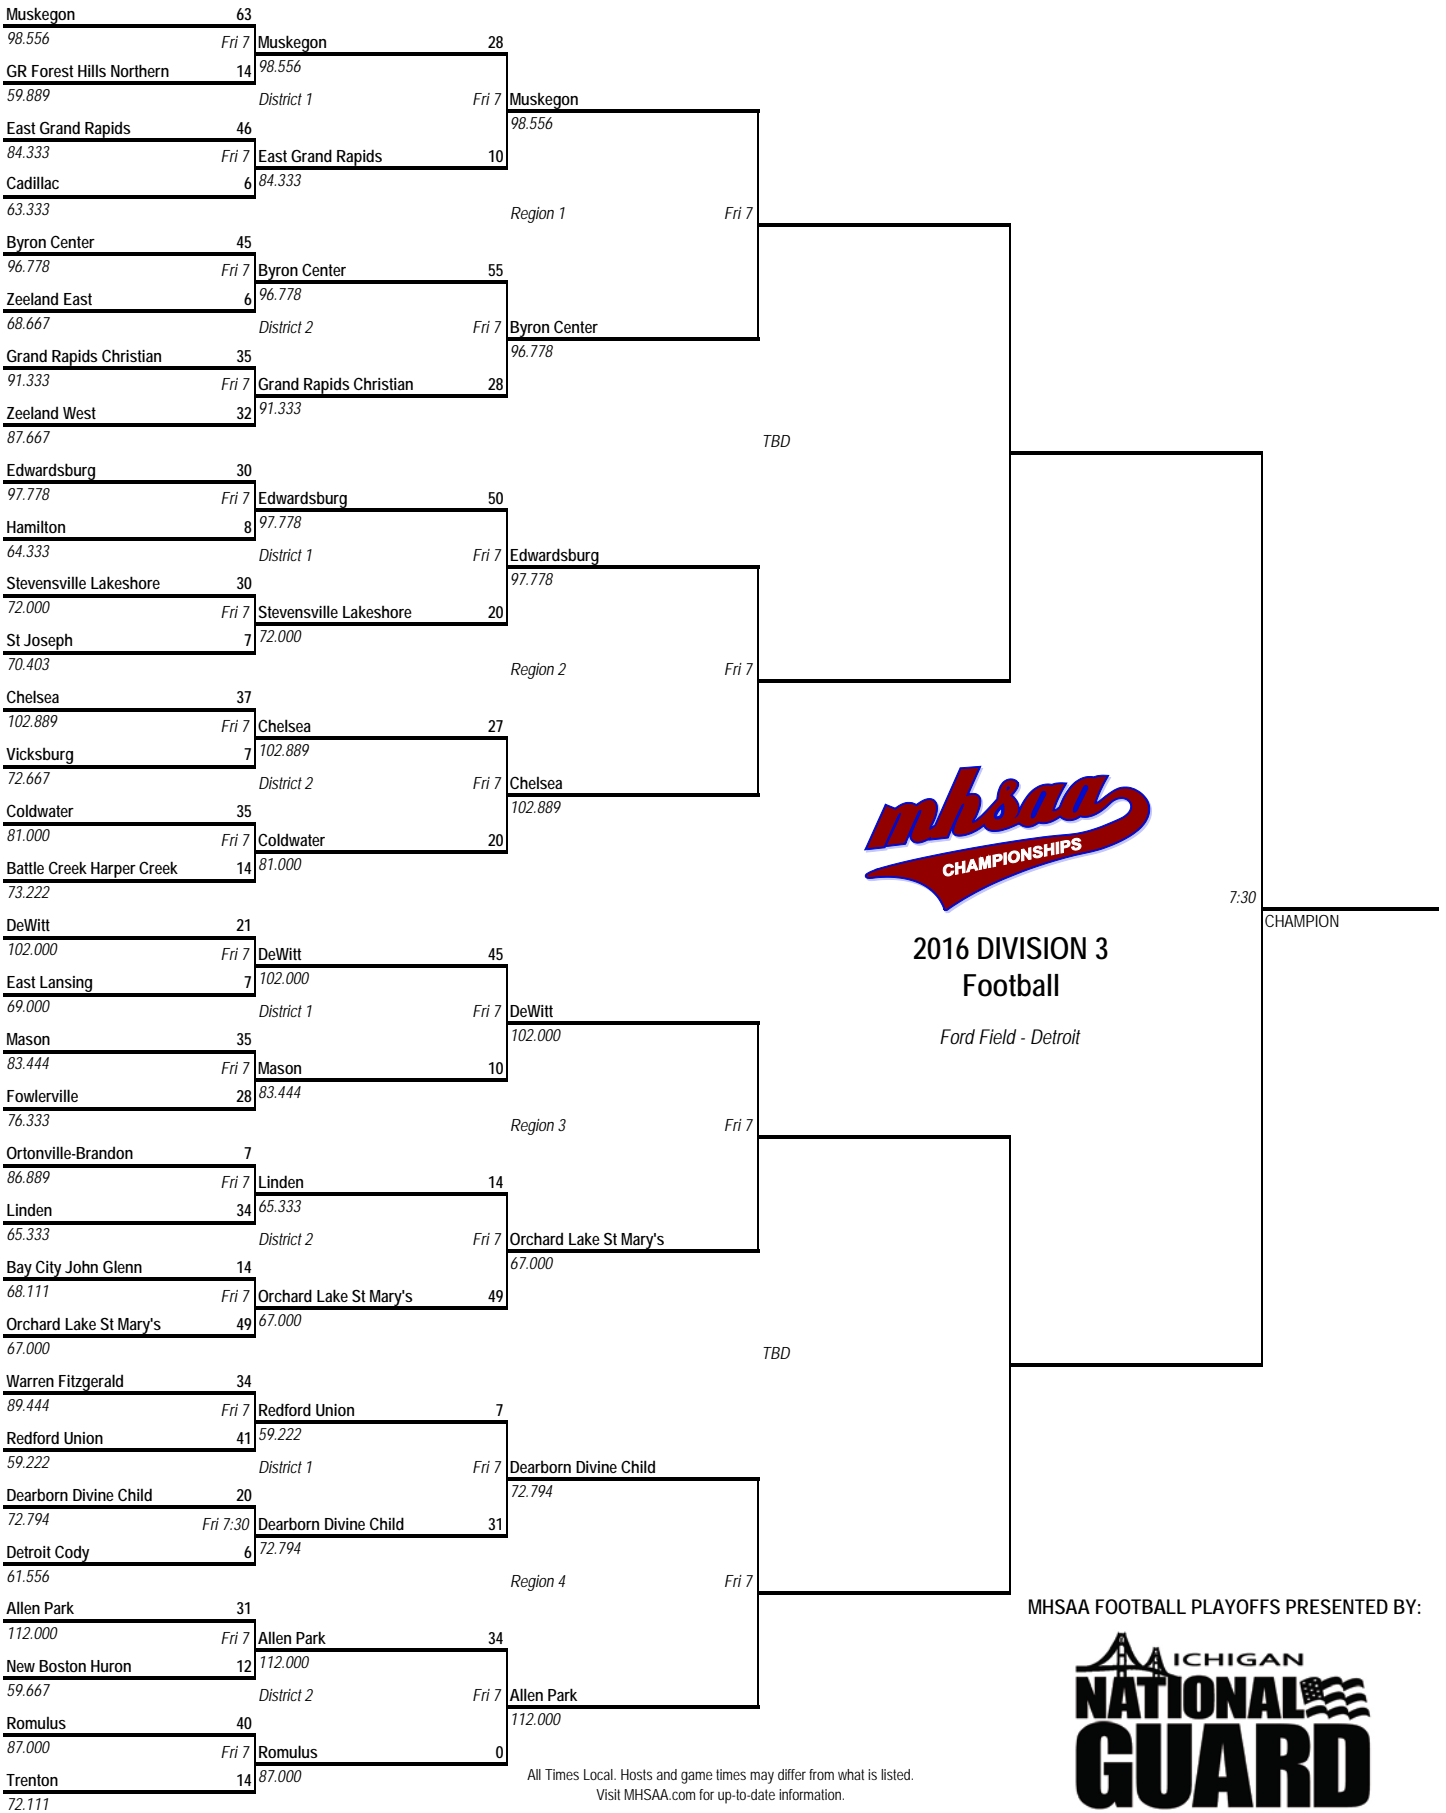 Muskegon 63
98.556
Fri 7
GR Forest Hills Northern 14
59.889
East Grand Rapids 46
84.333
Fri 7
Cadillac 6
63.333
Byron Center 45
96.778
Fri 7
Zeeland East 6
68.667
Grand Rapids Christian 35
91.333
Fri 7
Zeeland West 32
87.667
Edwardsburg 30
97.778
Fri 7
Hamilton 8
64.333
Stevensville Lakeshore 30
72.000
Fri 7
St Joseph 7
70.403
Chelsea 37
102.889
Fri 7
Vicksburg 7
72.667
Coldwater 35
81.000
Fri 7
Battle Creek Harper Creek 14
73.222
DeWitt 21
102.000
Fri 7
East Lansing 7
69.000
Mason 35
83.444
Fri 7
Fowlerville 28
76.333
Ortonville-Brandon 7
86.889
Fri 7
Linden 34
65.333
Bay City John Glenn 14
68.111
Fri 7
Orchard Lake St Mary's 49
67.000
Warren Fitzgerald 34
89.444
Fri 7
Redford Union 41
59.222
Dearborn Divine Child 20
72.794
Fri 7:30
Detroit Cody 6
61.556
Allen Park 31
112.000
Fri 7
New Boston Huron 12
59.667
Romulus 40
87.000
Fri 7
Trenton 14
72.111
Muskegon 28
98.556
District 1 Fri 7
East Grand Rapids 10
84.333
Byron Center 55
96.778
District 2 Fri 7
Grand Rapids Christian 28
91.333
Edwardsburg 50
97.778
District 1 Fri 7
Stevensville Lakeshore 20
72.000
Chelsea 27
102.889
District 2 Fri 7
Coldwater 20
81.000
DeWitt 45
102.000
District 1 Fri 7
Mason 10
83.444
Linden 14
65.333
District 2 Fri 7
Orchard Lake St Mary's 49
67.000
Redford Union 7
59.222
District 1 Fri 7
Dearborn Divine Child 31
72.794
Allen Park 34
112.000
District 2 Fri 7
Romulus 0
87.000
Muskegon
98.556
Region 1 Fri 7
Byron Center
96.778
Edwardsburg
97.778
Region 2 Fri 7
Chelsea
102.889
DeWitt
102.000
Region 3 Fri 7
Orchard Lake St Mary's
67.000
Dearborn Divine Child
72.794
Region 4 Fri 7
Allen Park
112.000
TBD
TBD
7:30
CHAMPION
mhsaa
CHAMPIONSHIPS
2016 DIVISION 3
Football
Ford Field - Detroit
MHSAA FOOTBALL PLAYOFFS PRESENTED BY:
MICHIGAN
NATIONAL
GUARD
All Times Local. Hosts and game times may differ from what is listed.
Visit MHSAA.com for up-to-date information.